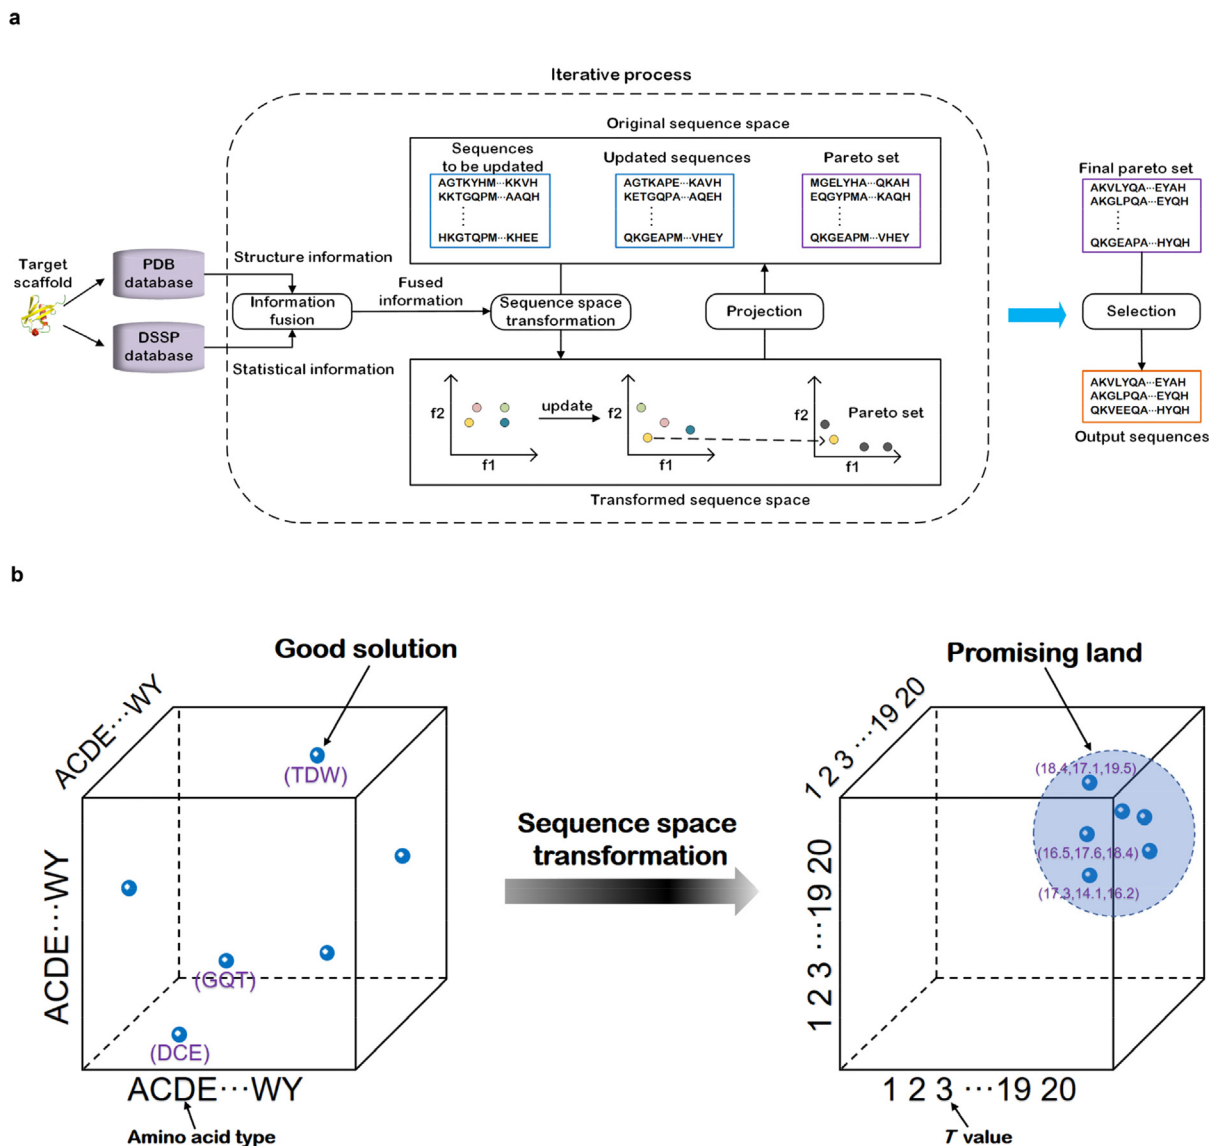 a
Iterative process
Original sequence space
Sequences
to be updated
AGTKYHM···KKVH
KKTGQPM···AAQH
⋮
HKGTQPM···KHEE
Updated sequences
AGTKAPE···KAVH
KETGQPA···AQEH
⋮
QKGEAPM···VHEY
Pareto set
MGELYHA···QKAH
EQGYPMA···KAQH
⋮
QKGEAPM···VHEY
Final pareto set
AKVLYQA···EYAH
AKGLPQA···EYQH
⋮
QKGEAPA···HYQH
Target
scaffold
PDB
database
DSSP
database
Structure information
Statistical information
Information
fusion
Fused
information
Sequence space
transformation
Projection
Selection
f2
f1
update
f2
f1
f2
f1
Pareto set
Transformed sequence space
AKVLYQA···EYAH
AKGLPQA···EYQH
QKVEEQA···HYQH
Output sequences
b
Good solution
ACDE···WY
(TDW)
ACDE···WY
(GQT)
(DCE)
ACDE···WY
Amino acid type
Sequence space
transformation
Promising land
1 2 3 ···19 20
(18.4,17.1,19.5)
(16.5,17.6,18.4)
(17.3,14.1,16.2)
1 2 3 ···19 20
1 2 3 ···19 20
T value